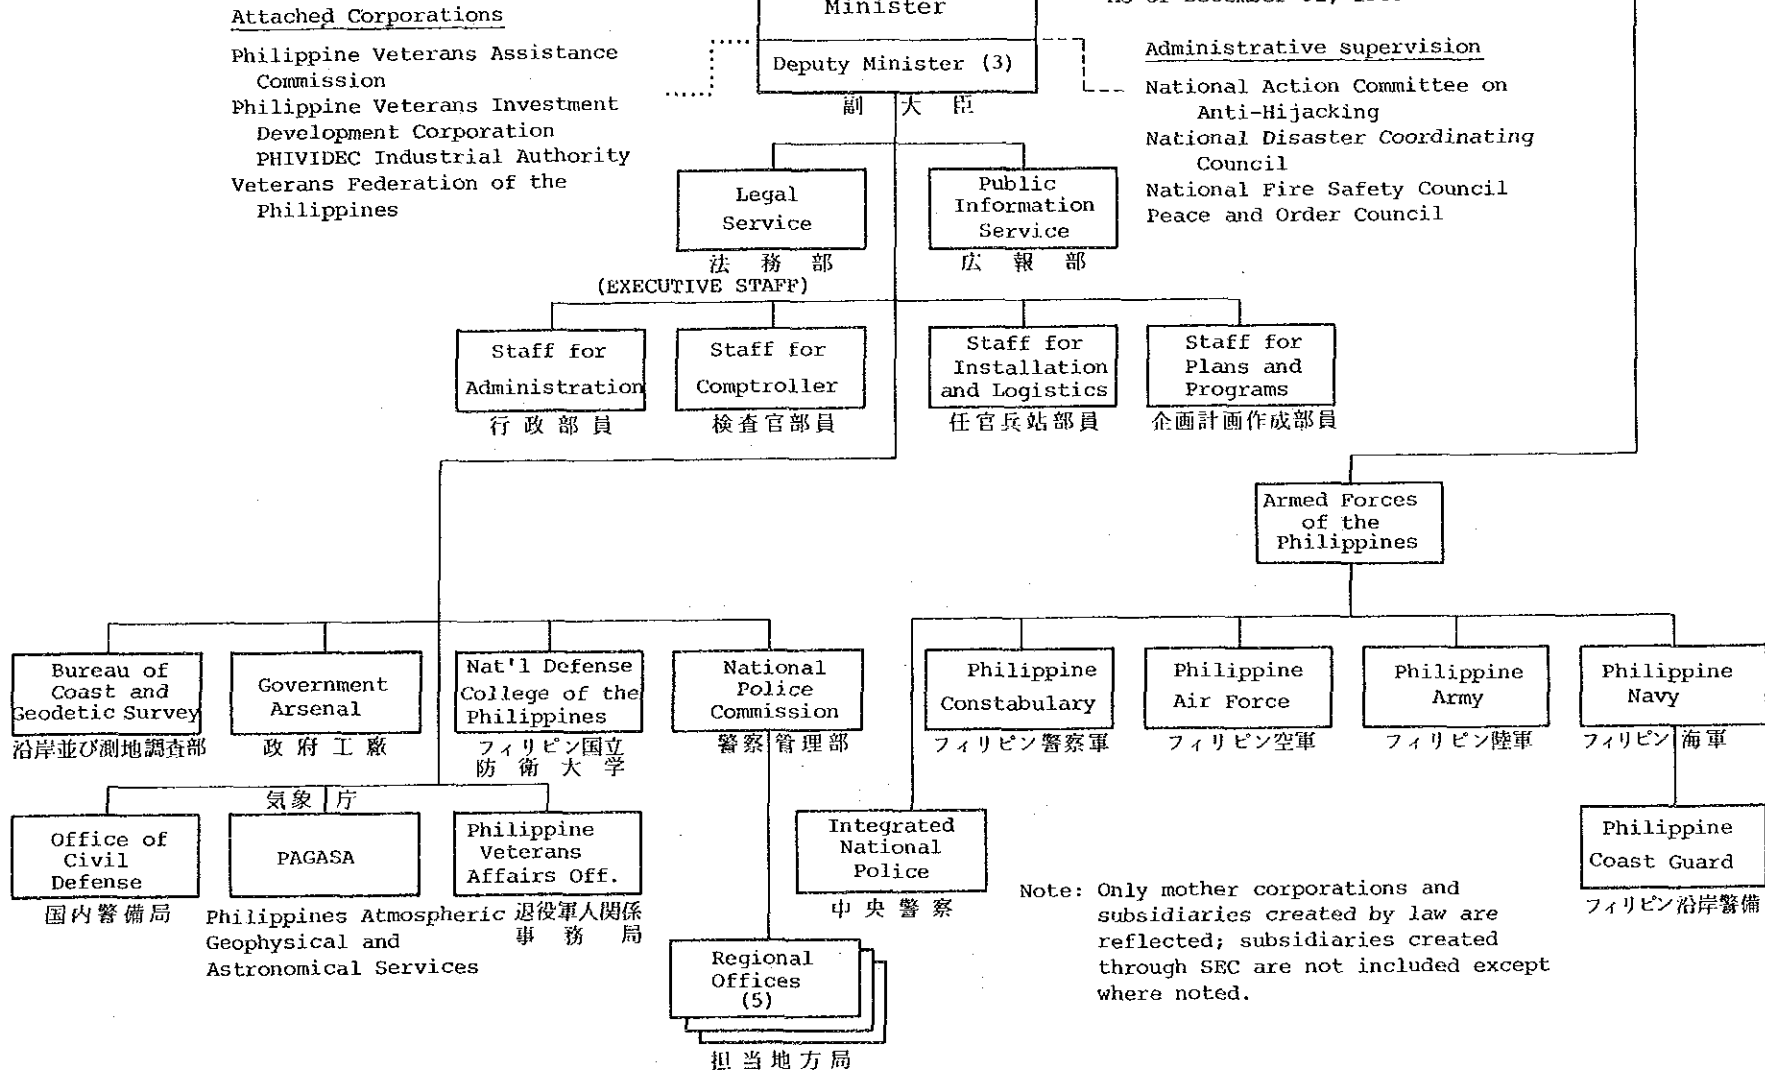 Attached Corporations
Philippine Veterans Assistance
Commission
Philippine Veterans Investment
Development Corporation
PHIVIDEC Industrial Authority
Veterans Federation of the
Philippines
Minister
Deputy Minister (3)
副大臣
As of December
Administrative supervision
National Action Committee on
Anti-Hijacking
National Disaster Coordinating
Council
National Fire Safety Council
Peace and Order Council
Legal
Service
法務部
Public
Information
Service
広報部
(EXECUTIVE STAFF)
Staff for
Administration
行政部員
Staff for
Comptroller
検査官部員
Staff for
Installation
and Logistics
任官兵站部員
Staff for
Plans and
Programs
企画計画作成部員
Armed Forces
of the
Philippines
Bureau of
Coast and
Geodetic Survey
沿岸並び測地調査部
Government
Arsenal
政府工廠
Nat'l Defense
College of the
Philippines
フィリピン国立
防衛大学
National
Police
Commission
警察管理部
Philippine
Constabulary
フィリピン警察軍
Philippine
Air Force
フィリピン空軍
Philippine
Army
フィリピン陸軍
Philippine
Navy
フィリピン海軍
Office of
Civil
Defense
国内警備局
気象庁
PAGASA
Philippines Atmospheric
Geophysical and
Astronomical Services
Philippine
Veterans
Affairs Off.
退役軍人関係
事務局
Integrated
National
Police
中央警察
Philippine
Coast Guard
フィリピン沿岸警備
Regional
Offices
(5)
担当地方局
Note: Only mother corporations and
subsidiaries created by law are
reflected; subsidiaries created
through SEC are not included except
where noted.